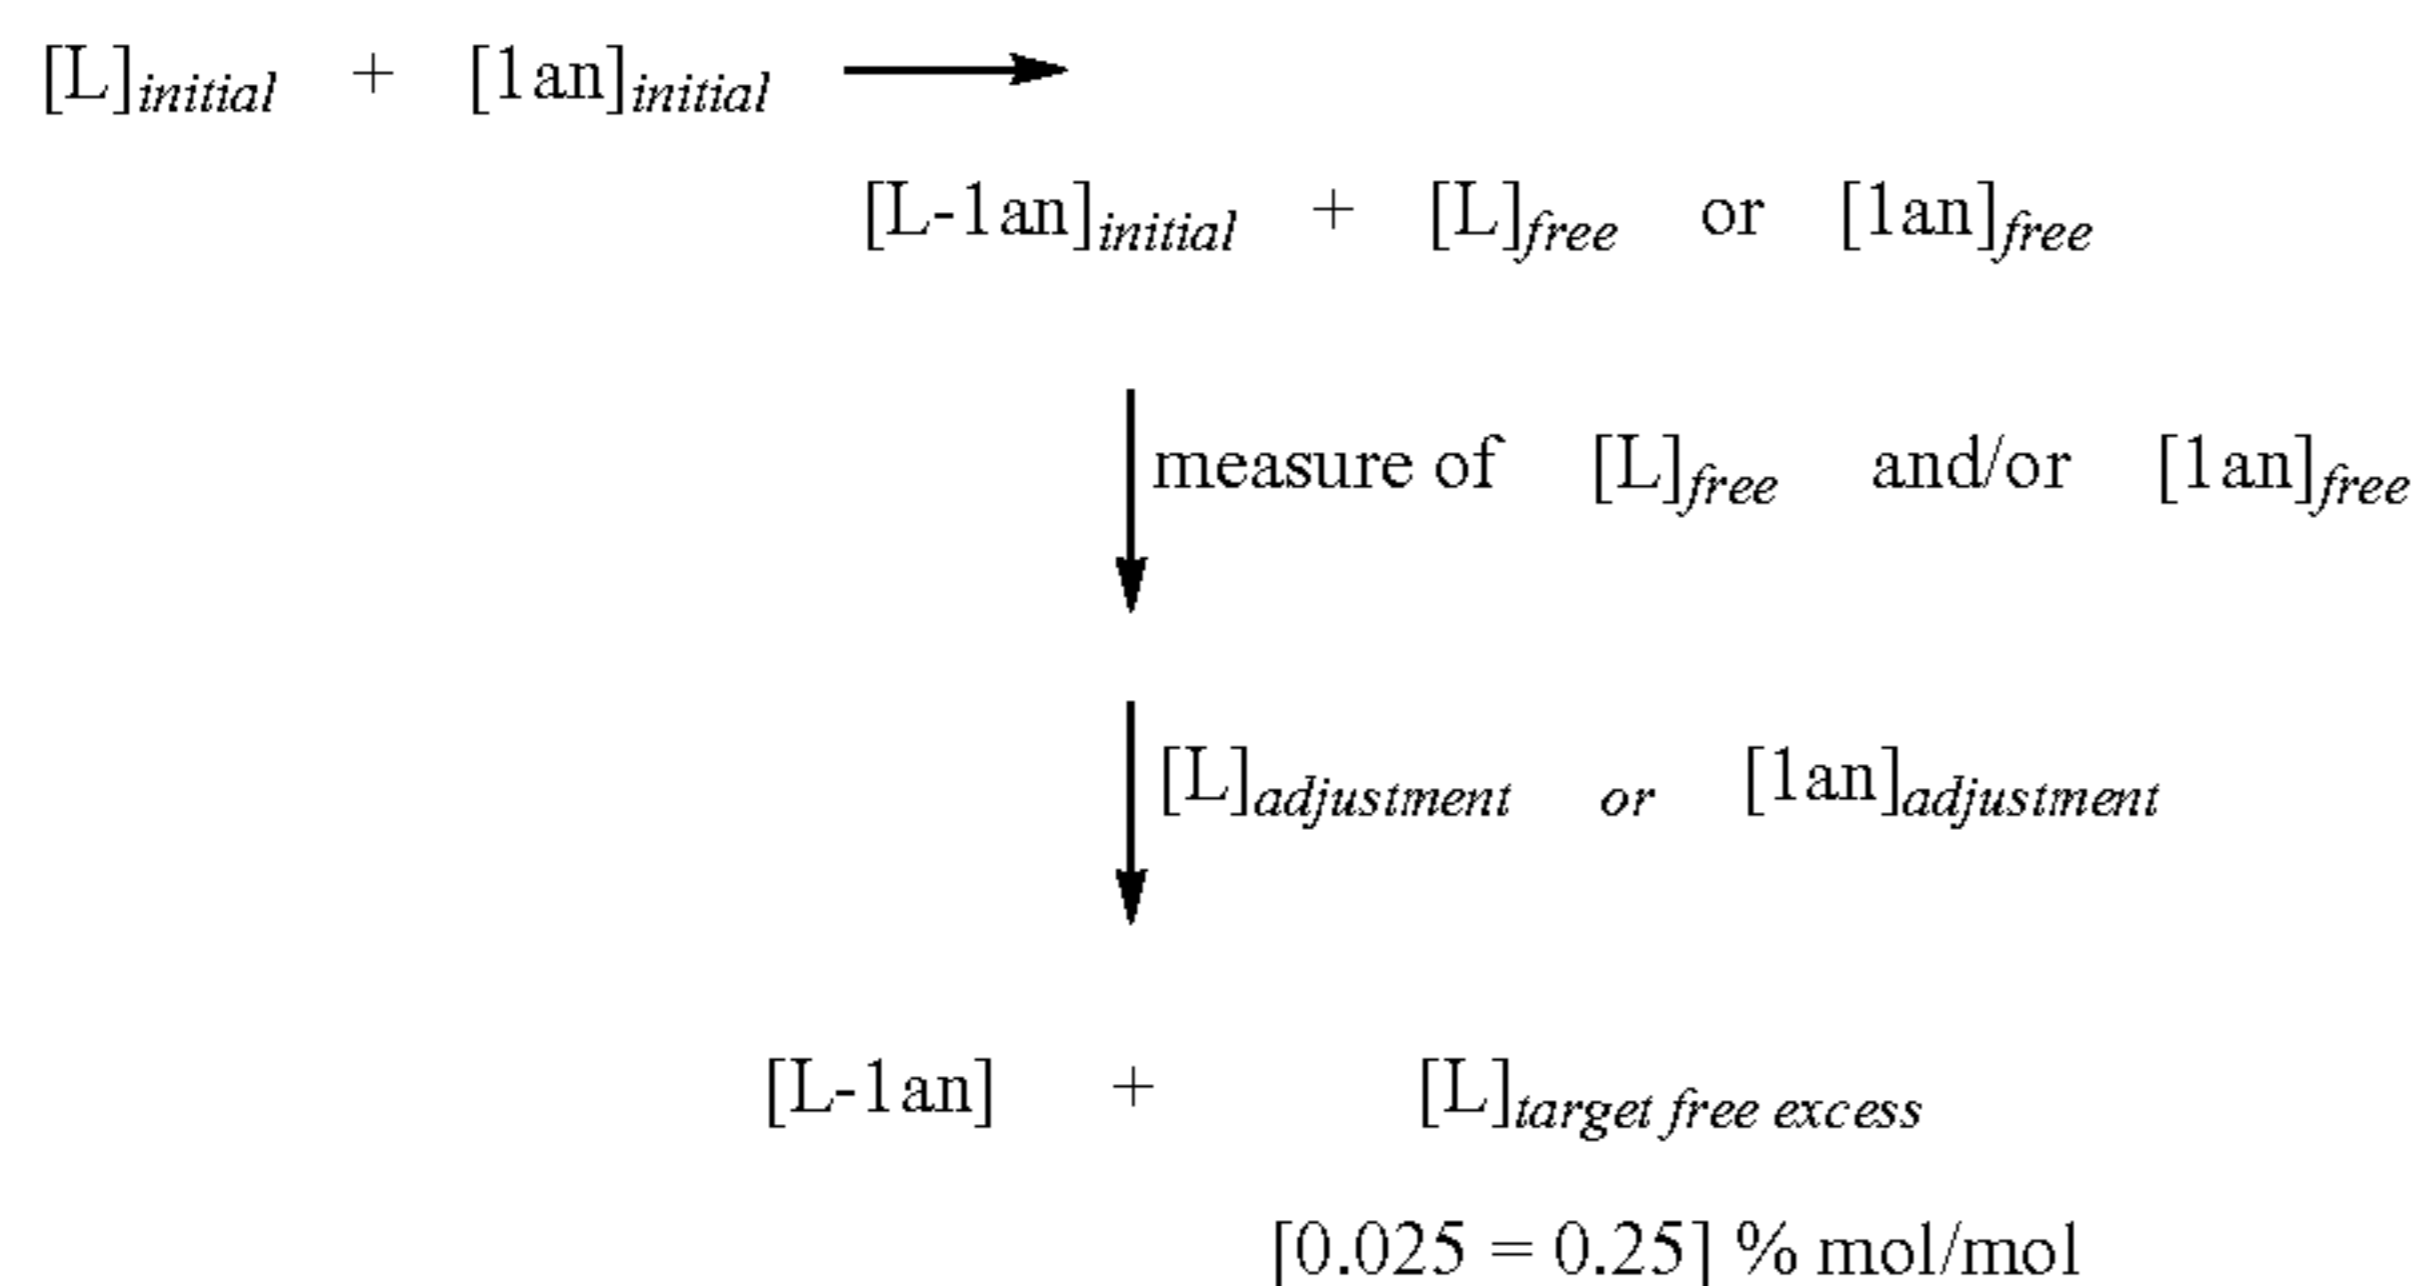 [L]initial + [1an]initial
[L-1an]initial + [L]free or [1an]free
measure of [L]free and/or [1an]free
[L]adjustment or [1an]adjustment
[L-1an] + [L]target free excess
[0.025 = 0.25] % mol/mol